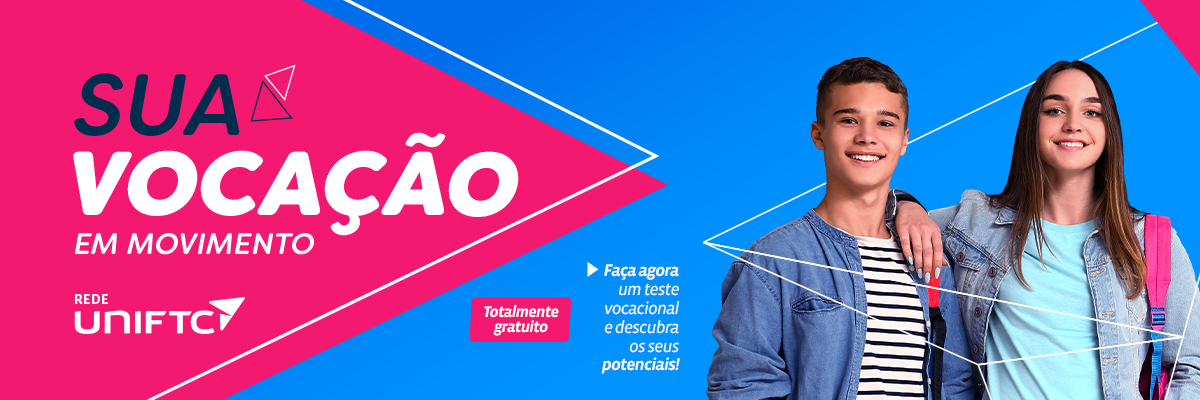 SUA
VOCAÇÃO
EM MOVIMENTO
REDE
UNIFTC
Totalmente
gratuito
Faça agora
um teste
vocacional
e descubra
os seus
potenciais!